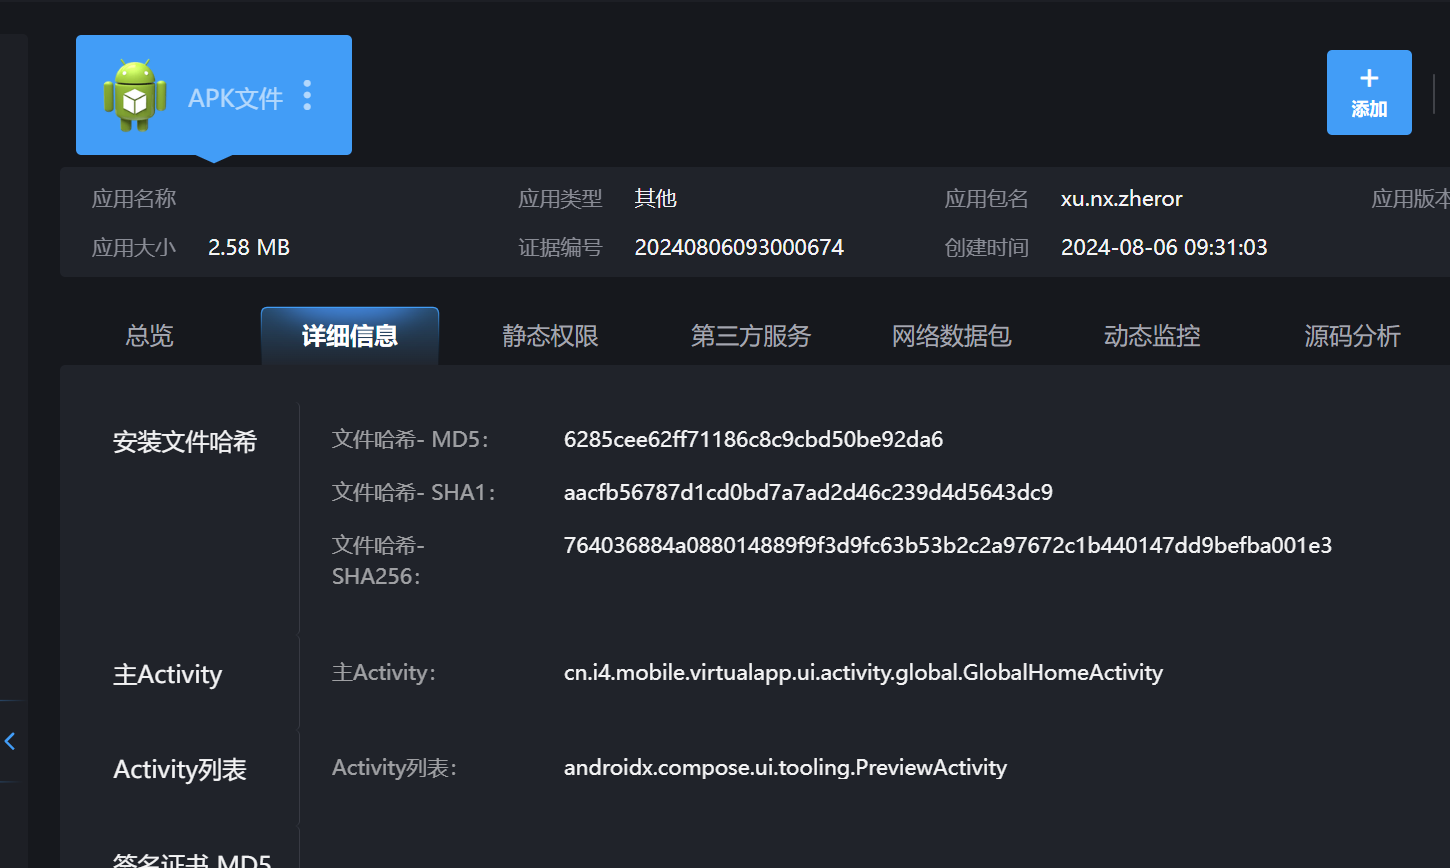 APK文件
+
添加
应用名称
应用类型 其他
应用包名 xu.nx.zheror
应用版本
应用大小 2.58 MB
证据编号 20240806093000674
创建时间 2024-08-06 09:31:03
总览 详细信息 静态权限 第三方服务 网络数据包 动态监控 源码分析
安装文件哈希 文件哈希- MD5: 6285cee62ff71186c8c9cbd50be92da6
文件哈希- SHA1: aacfb56787d1cd0bd7a7ad2d46c239d4d5643dc9
文件哈希- 764036884a088014889f9f3d9fc63b53b2c2a97672c1b440147dd9befba001e3
SHA256:
主Activity 主Activity: cn.i4.mobile.virtualapp.ui.activity.global.GlobalHomeActivity
Activity列表 Activity列表: androidx.compose.ui.tooling.PreviewActivity
签名证书 MD5